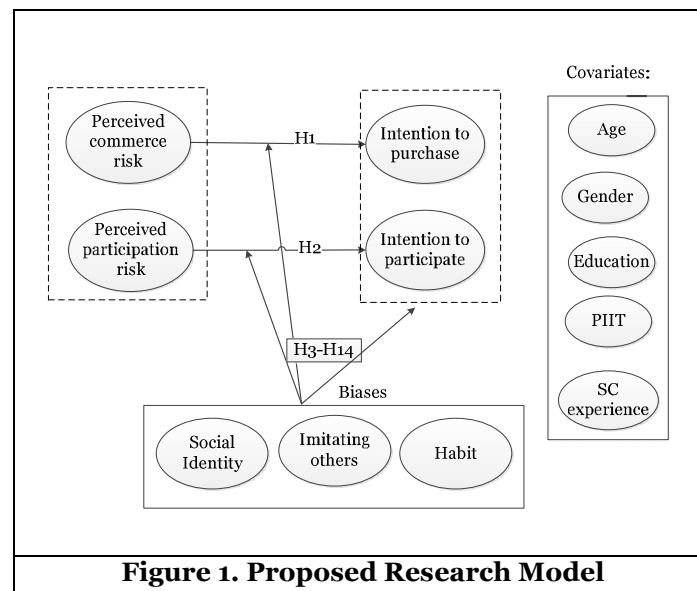 Covariates:
Perceived
commerce
risk
H1
Intention to
purchase
Age
Gender
Perceived
participation
risk
H2
Intention to
participate
Education
PIIT
H3-H14
Biases
SC
experience
Social
Identity
Imitating
others
Habit
Figure 1. Proposed Research Model